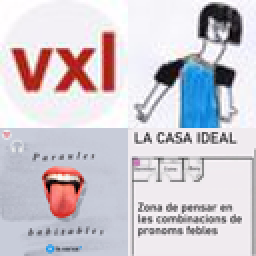 vxl
LA CASA IDEAL
Paraules
habitables
Zona de pensar en
les combinacions de
pronoms febles